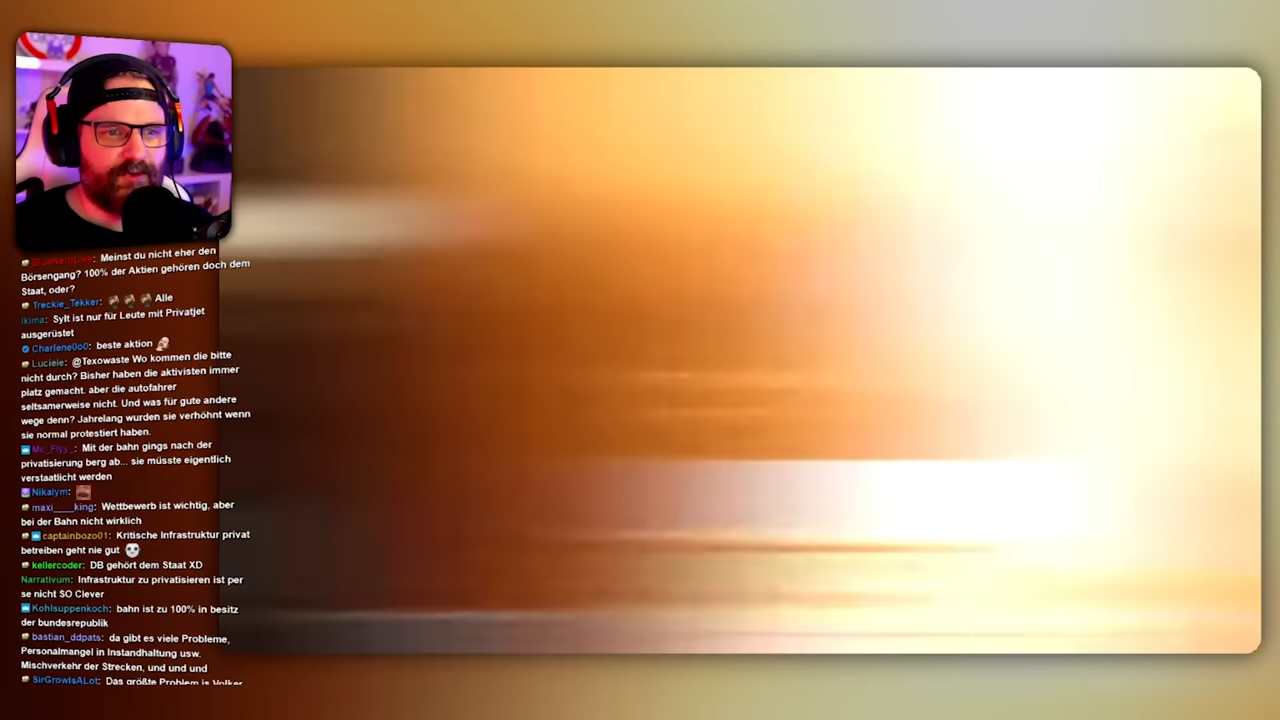 BlueNerdLike: Meinst du nicht eher den
Börsengang? 100% der Aktien gehören doch dem
Staat, oder?
Treckie_Tekker: Alle
Ikima: Sylt ist nur für Leute mit Privatjet
ausgerüstet
Charlene0o0: beste aktion
Luciele: @Texowaste Wo kommen die bitte
nicht durch? Bisher haben die aktivisten immer
platz gemacht. aber die autofahrer
seltsamerweise nicht. Und was für gute andere
wege denn? Jahrelang wurden sie verhöhnt wenn
sie normal protestiert haben.
Mc_Flyy_: Mit der bahn gings nach der
privatisierung berg ab... sie müsste eigentlich
verstaatlicht werden
Nikalym:
maxi____king: Wettbewerb ist wichtig, aber
bei der Bahn nicht wirklich
captainbozo01: Kritische Infrastruktur privat
betreiben geht nie gut
kellercoder: DB gehört dem Staat XD
Narrativum: Infrastruktur zu privatisieren ist per
se nicht SO Clever
Kohlsuppenkoch: bahn ist zu 100% in besitz
der bundesrepublik
bastian_ddpats: da gibt es viele Probleme,
Personalmangel in Instandhaltung usw.
Mischverkehr der Strecken, und und und
SirGrowlsALot: Das größte Problem is Volker